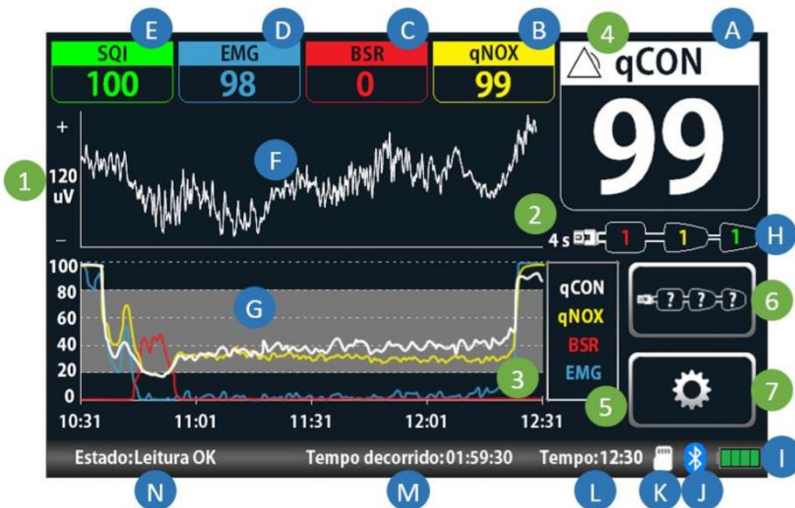 E D C B 4 A
SQI EMG BSR qNOX qCON
100 98 0 99 99
+
F
1 120
uV
–
2
4 s 1 1 1 H
100
80
60
40
20
0
G
qCON
qNOX
BSR
EMG
? ? ? 6
3
5
7
10:31 11:01 11:31 12:01 12:31
Estado:Leitura OK Tempo decorrido:01:59:30 Tempo:12:30 I
N M L K J